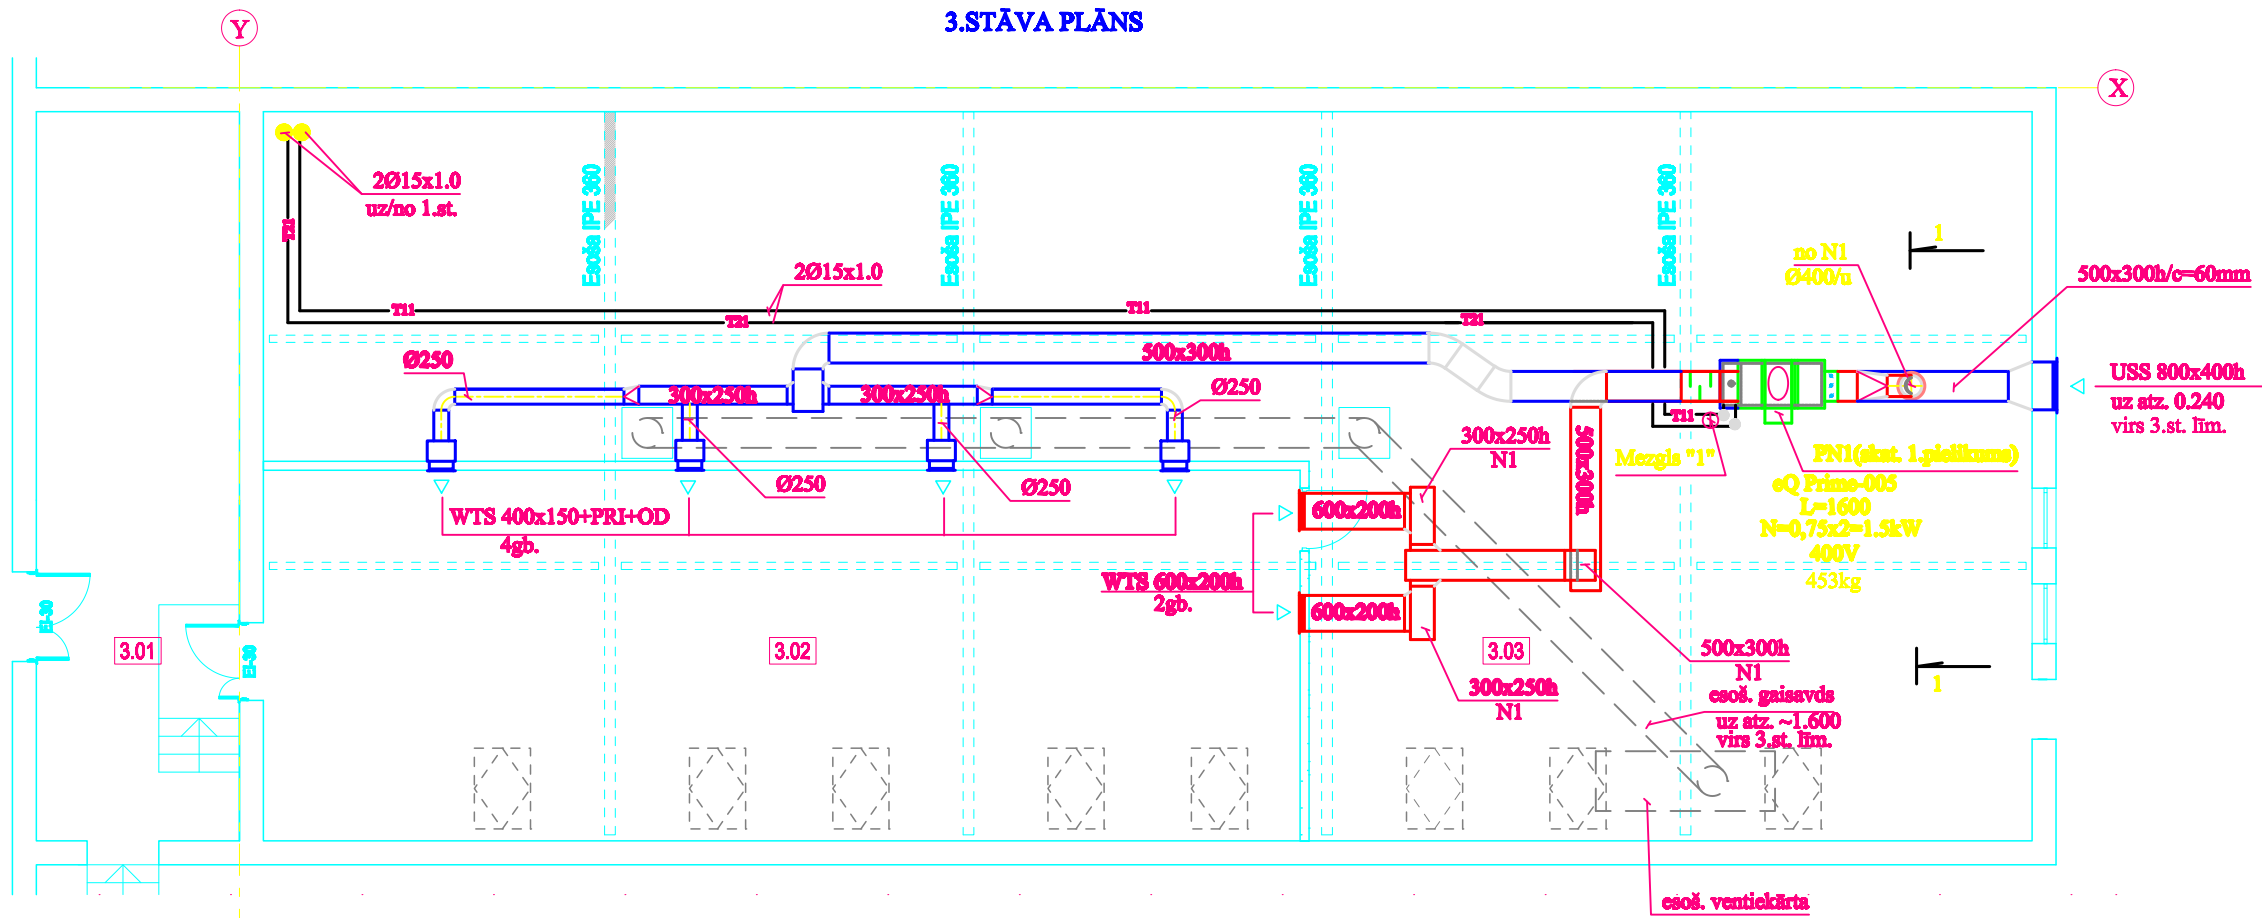 3.STĀVA PLĀNS
Y
X
2Ø15x1.0
uz/no 1.st.
T21
Esoša IPE 360
Esoša IPE 360
Esoša IPE 360
Esoša IPE 360
2Ø15x1.0
T11
T21
T11
T21
no N1
Ø400/u
1
500x300h/c=60mm
500x300h
Ø250
300x250h
300x250h
Ø250
USS 800x400h
uz atz. 0.240
virs 3.st. līm.
T11
300x250h
N1
500x300h
Mezgls "1"
PN1(skat. 1.pielikums)
eQ Prime-005
L=1600
N=0,75x2=1.5kW
400V
453kg
Ø250
Ø250
WTS 400x150+PRI+OD
4gb.
600x200h
WTS 600x200h
2gb.
600x200h
EI-30
EI-30
3.01
3.02
3.03
500x300h
N1
300x250h
N1
1
esoš. gaisavds
uz atz. ~1.600
virs 3.st. līm.
esoš. ventiekārta